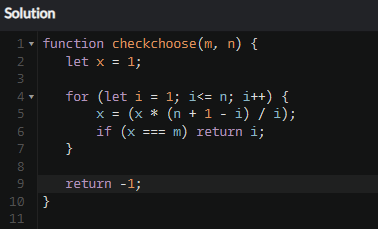 Solution
1 function checkchoose(m, n) {
2 let x = 1;
3
4 for (let i = 1; i<= n; i++) {
5 x = (x * (n + 1 - i) / i);
6 if (x === m) return i;
7 }
8
9 return -1;
10 }
11